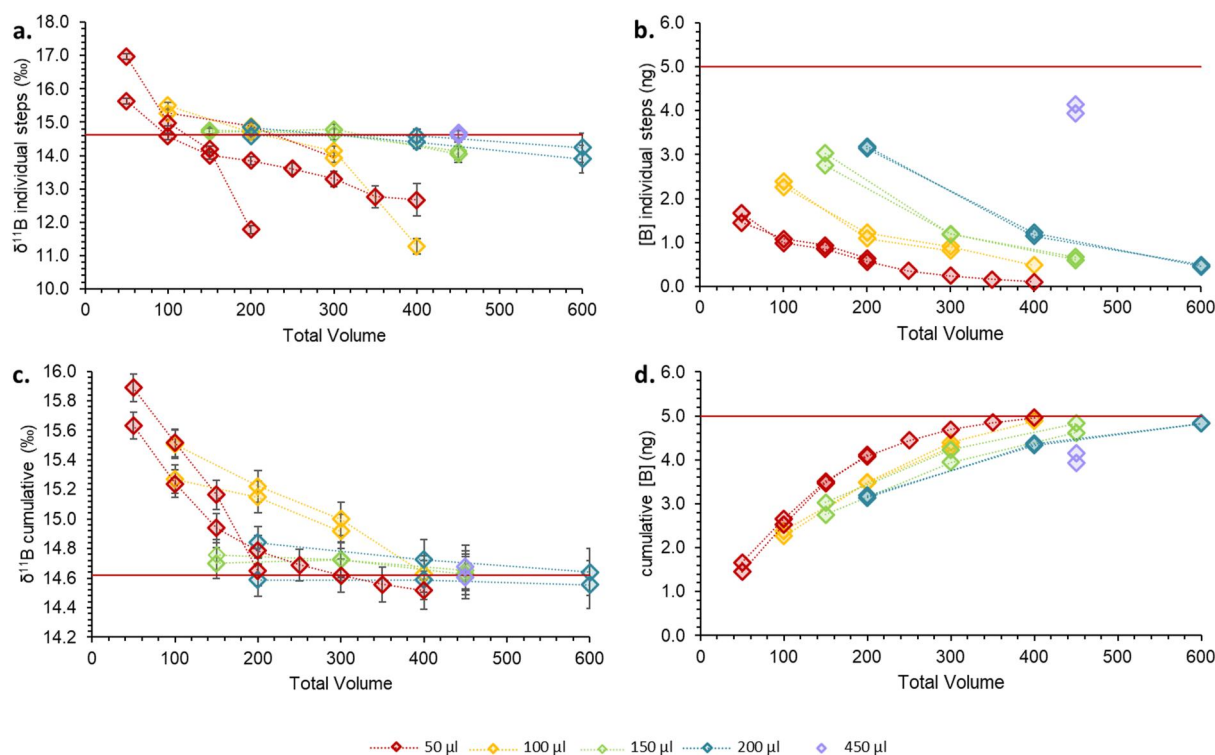 a.
δ¹¹B individual steps (‰)
18.0
17.0
16.0
15.0
14.0
13.0
12.0
11.0
10.0
0 100 200 300 400 500 600
Total Volume
b.
[B] individual steps (ng)
6.0
5.0
4.0
3.0
2.0
1.0
0.0
0 100 200 300 400 500 600
Total Volume
c.
δ¹¹B cumulative (‰)
16.0
15.8
15.6
15.4
15.2
15.0
14.8
14.6
14.4
14.2
0 100 200 300 400 500 600
Total Volume
d.
cumulative [B] (ng)
6.0
5.0
4.0
3.0
2.0
1.0
0.0
0 100 200 300 400 500 600
Total Volume
50 µl 100 µl 150 µl 200 µl 450 µl